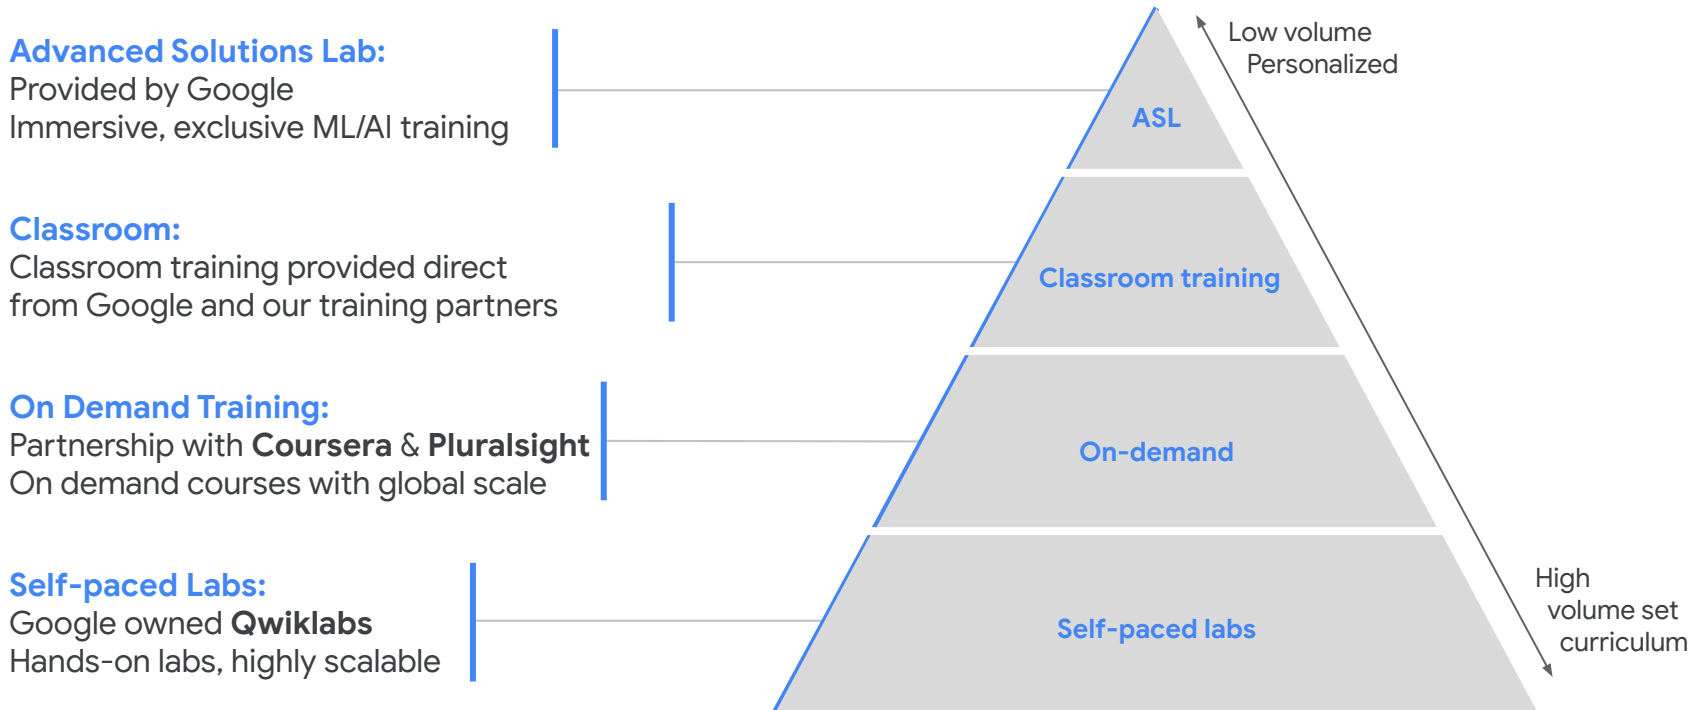 Advanced Solutions Lab:
Provided by Google
Immersive, exclusive ML/AI training
Classroom:
Classroom training provided direct
from Google and our training partners
On Demand Training:
Partnership with Coursera & Pluralsight
On demand courses with global scale
Self-paced Labs:
Google owned Qwiklabs
Hands-on labs, highly scalable
ASL
Classroom training
On-demand
Self-paced labs
Low volume
Personalized
High
volume set
curriculum